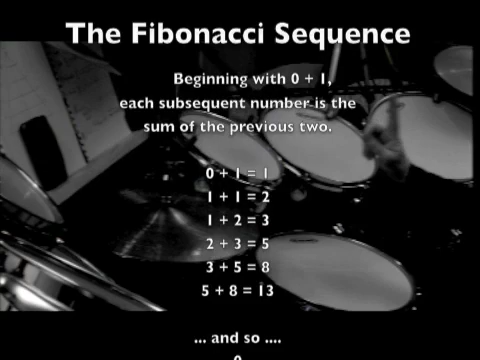 The Fibonacci Sequence
Beginning with 0 + 1,
each subsequent number is the
sum of the previous two.
0 + 1 = 1
1 + 1 = 2
1 + 2 = 3
2 + 3 = 5
3 + 5 = 8
5 + 8 = 13
... and so ....